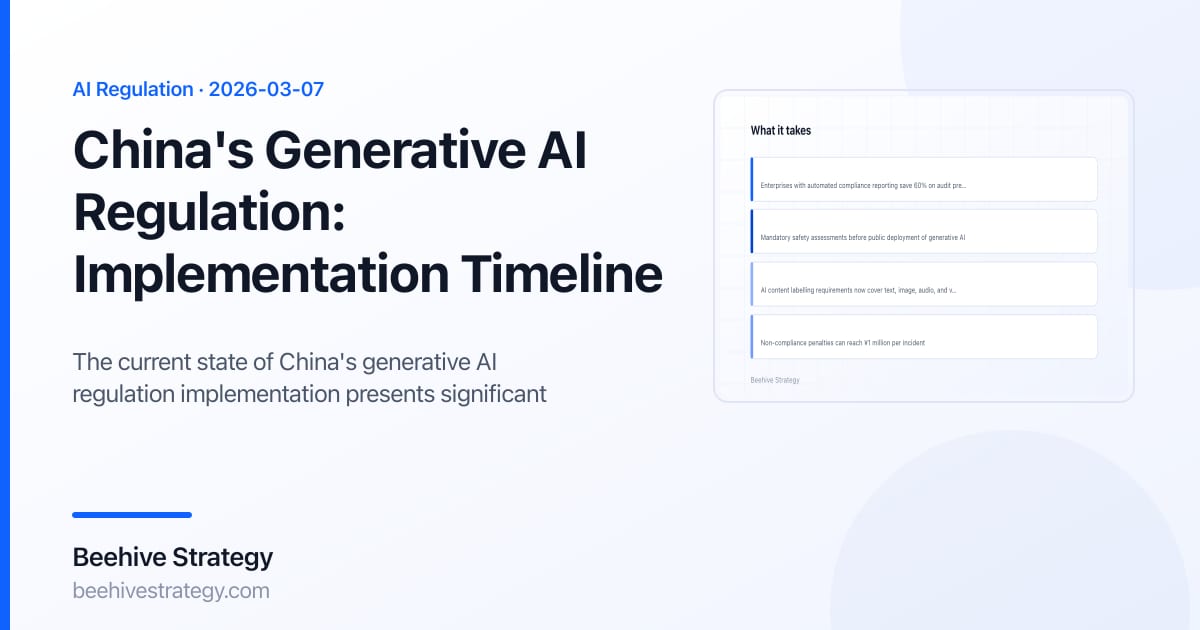 AI Regulation · 2026-03-07
China's Generative AI
Regulation:
Implementation Timeline
The current state of China's generative AI
regulation implementation presents significant
Beehive Strategy
beehivestrategy.com
What it takes
Enterprises with automated compliance reporting save 60% on audit pre...
Mandatory safety assessments before public deployment of generative AI
AI content labelling requirements now cover text, image, audio, and v...
Non-compliance penalties can reach ¥1 million per incident
Beehive Strategy